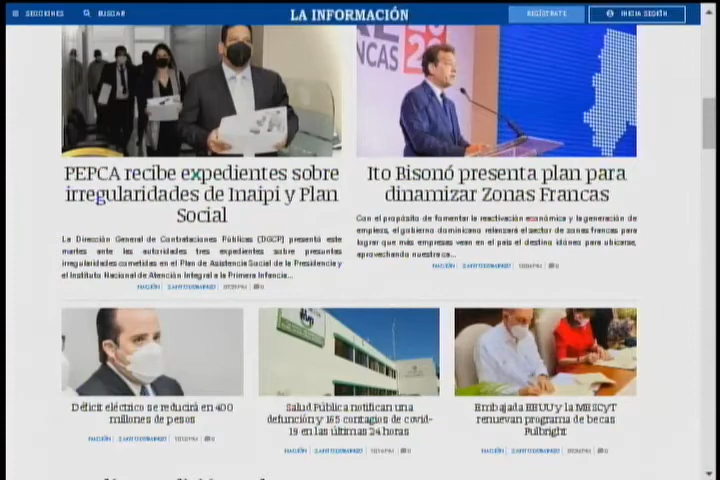 SECCIONES
BUSCAR
LA INFORMACIÓN
REGÍSTRATE
INICIA SESIÓN
PEPCA recibe expedientes sobre
irregularidades de Inaipi y Plan
Social
La Dirección General de Contrataciones Públicas (DGCP) presentó este
martes ante las autoridades tres expedientes sobre presuntas
irregularidades cometidas en el Plan de Asistencia Social de la Presidencia y
el Instituto Nacional de Atención Integral a la Primera Infancia...
NACIÓN | SANTO DOMINGO
FRANCAS
Ito Bisonó presenta plan para
dinamizar Zonas Francas
Con el propósito de fomentar la reactivación económica y la generación de
empleos, el gobierno dominicano relanzará el sector de zonas francas para
lograr que más empresas vean en el país el destino idóneo para ubicarse,
aprovechando nuestra ca...
NACIÓN | SANTO DOMINGO
Déficit eléctrico se reducirá en 400
millones de pesos
NACIÓN | SANTO DOMINGO
Salud Pública notifican una
defunción y 165 contagios de covid-
19 en las últimas 24 horas
NACIÓN | SANTO DOMINGO
Embajada EEUU y la MESCyT
renuevan programa de becas
Fulbright
NACIÓN | SANTO DOMINGO